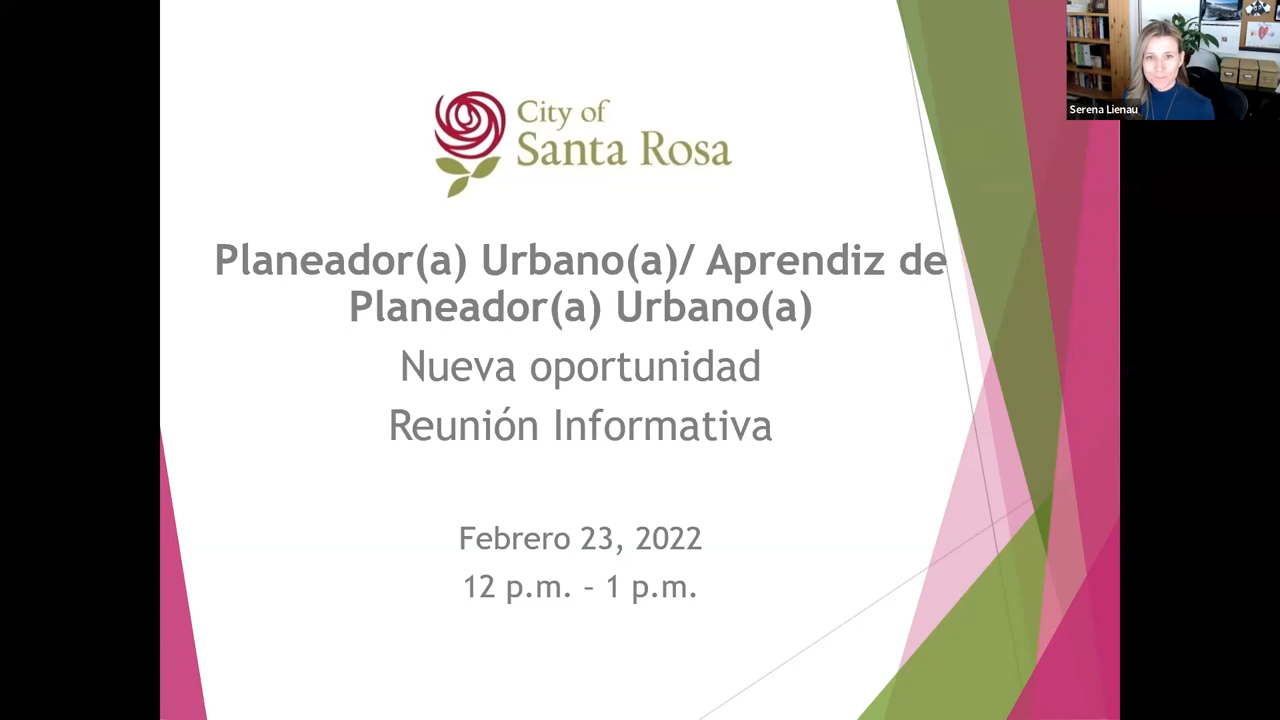 City of
Santa Rosa
Serena Lienau
Planeador(a) Urbano(a)/ Aprendiz de
Planeador(a) Urbano(a)
Nueva oportunidad
Reunión Informativa
Febrero 23, 2022
12 p.m. – 1 p.m.